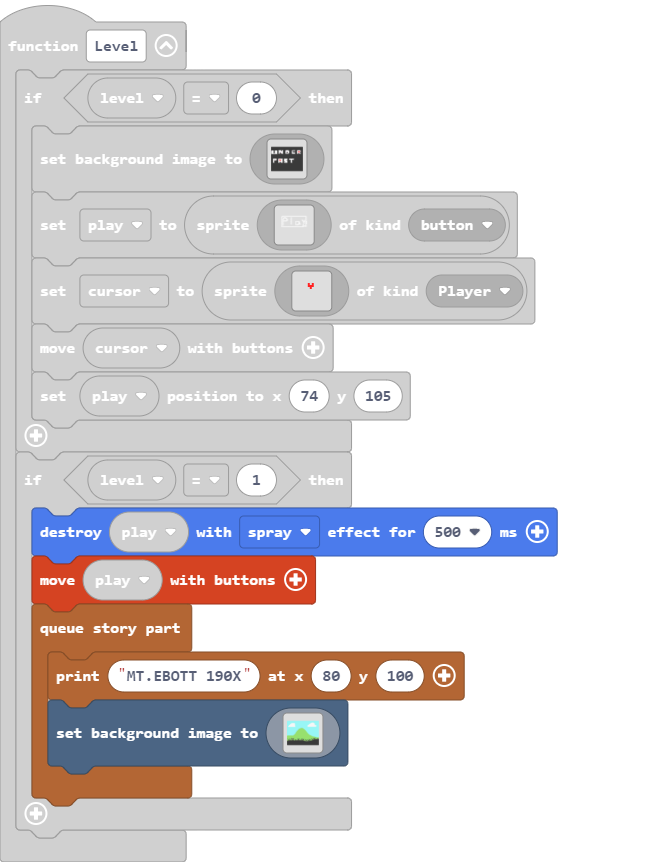 function Level
if level = 0 then
set background image to UNDER FAST
set play to sprite Play of kind button
set cursor to sprite of kind Player
move cursor with buttons
set play position to x 74 y 105
if level = 1 then
destroy play with spray effect for 500 ms
move play with buttons
queue story part
print "MT.EBOTT 190X" at x 80 y 100
set background image to